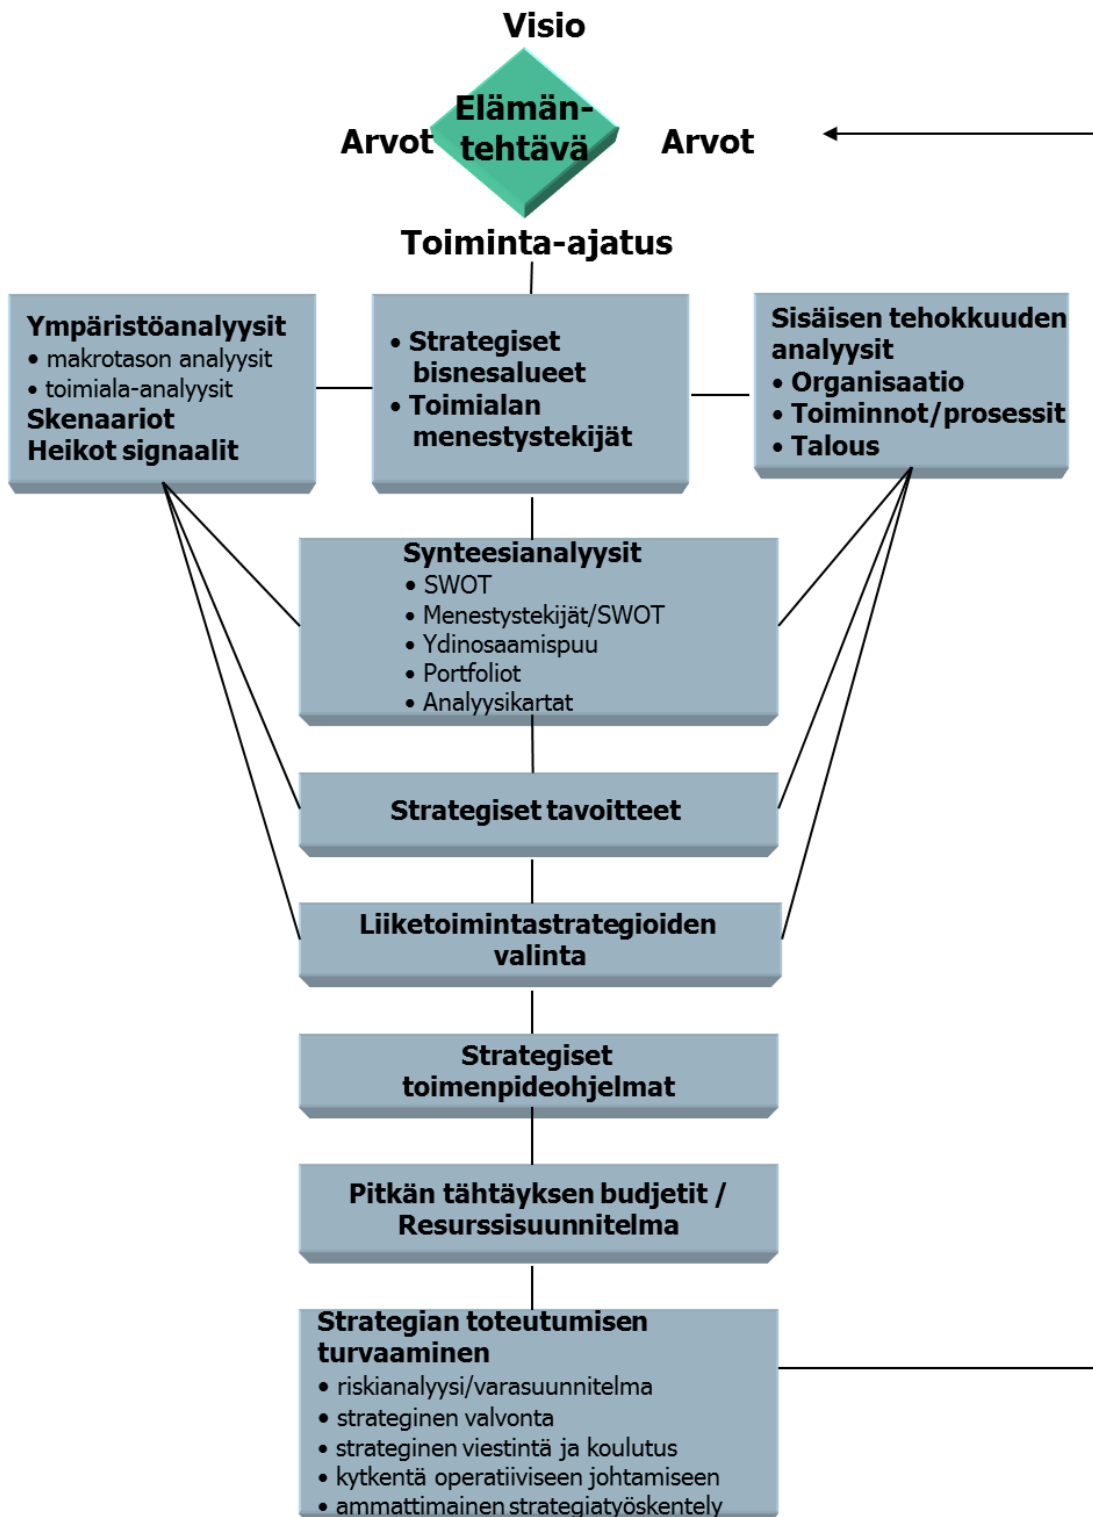 Visio
Elämän-
tehtävä
Arvot
Arvot
Toiminta-ajatus
Ympäristöanalyysit
• makrotason analyysit
• toimiala-analyysit
Skenaariot
Heikot signaalit
• Strategiset
bisnesalueet
• Toimialan
menestystekijät
Sisäisen tehokkuuden
analyysit
• Organisaatio
• Toiminnot/prosessit
• Talous
Synteesianalyysit
• SWOT
• Menestystekijät/SWOT
• Ydinosaamispuu
• Portfoliot
• Analyysikartat
Strategiset tavoitteet
Liiketoimintastrategioiden
valinta
Strategiset
toimenpideohjelmat
Pitkän tähtäyksen budjetit /
Resurssisuunnitelma
Strategian toteutumisen
turvaaminen
• riskianalyysi/varasuunnitelma
• strateginen valvonta
• strateginen viestintä ja koulutus
• kytkentä operatiiviseen johtamiseen
• ammattimainen strategiatyöskentely